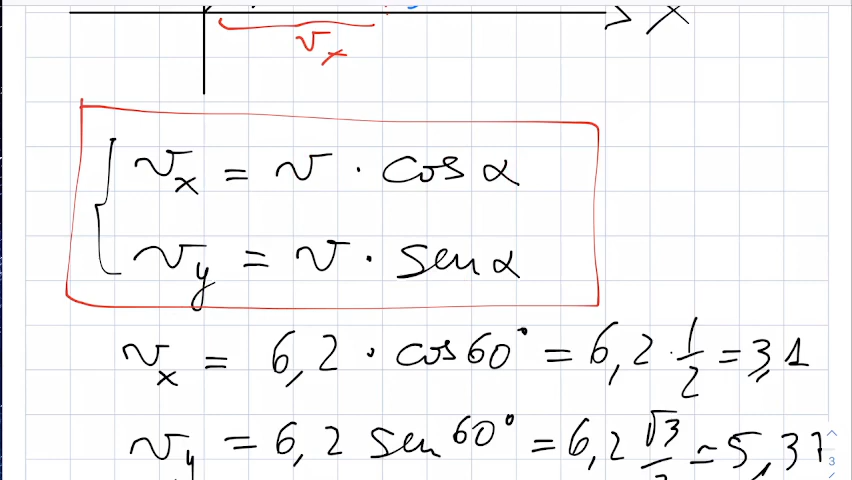 x
vx
vx = v · cos α
vy = v · sen α
vx = 6,2 · cos 60° = 6,2 · 1/2 = 3,1
vy = 6,2 sen 60° = 6,2 √3/2 = 5,37
3